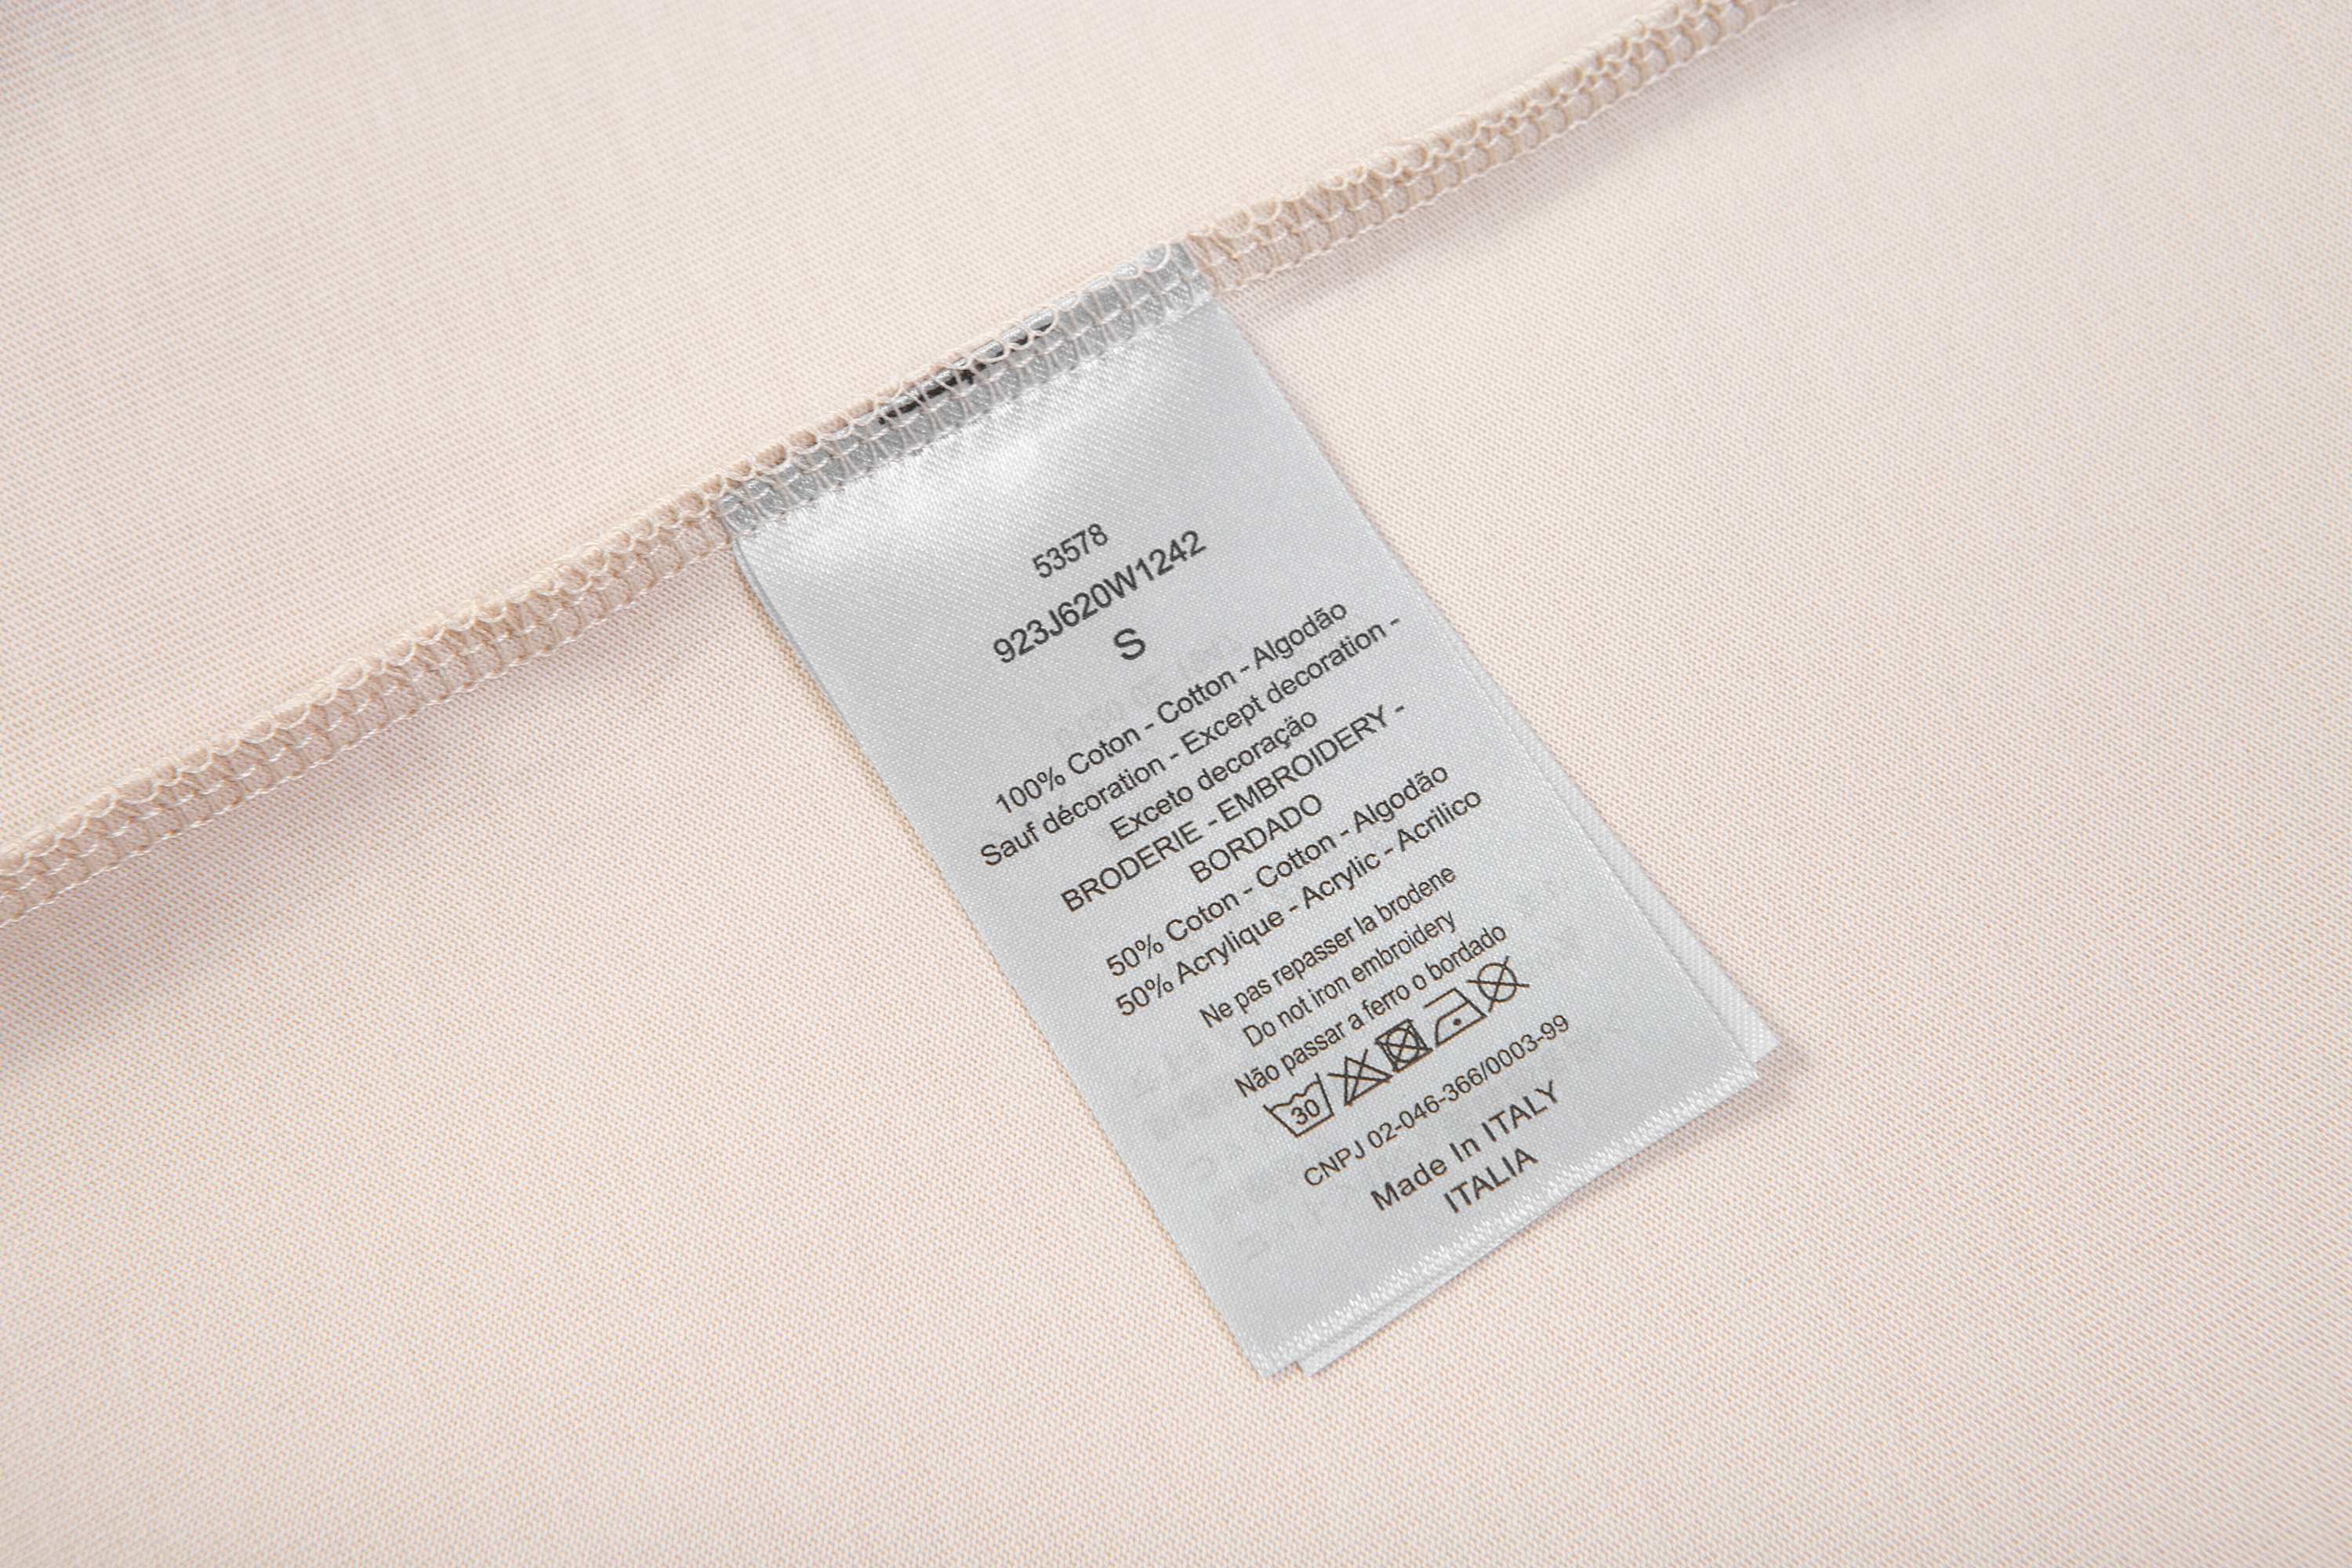 53578
923J620W1242
S
100% Coton - Cotton - Algodão
Sauf décoration - Except decoration -
Exceto decoração
BRODERIE - EMBROIDERY -
BORDADO
50% Coton - Cotton - Algodão
50% Acrylique - Acrylic - Acrilico
Ne pas repasser la brodene
Do not iron embroidery
Não passar a ferro o bordado
30
CNPJ 02-046-366/0003-99
Made In ITALY
ITALIA